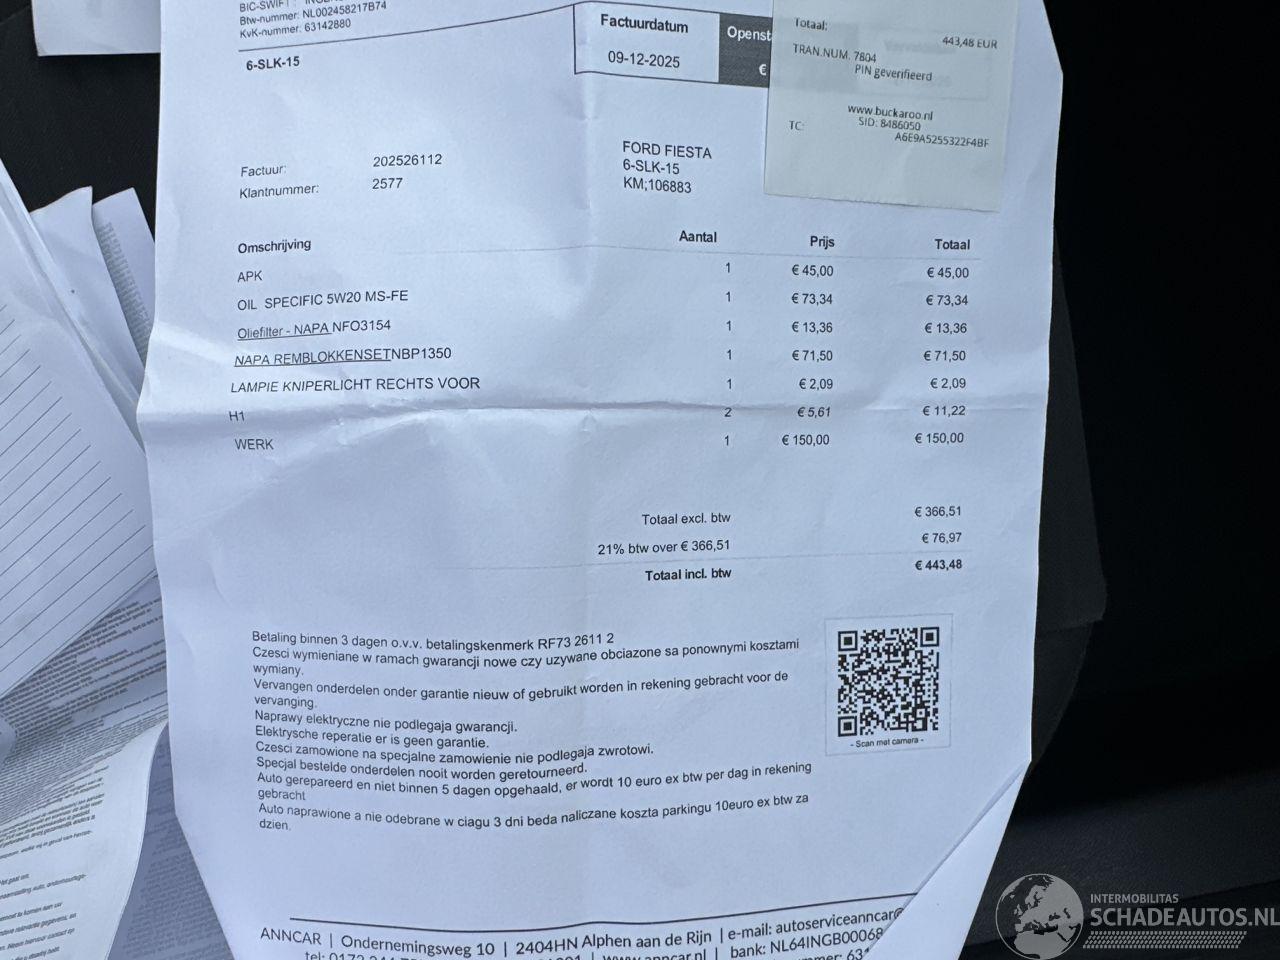 BIC-SWIFT :
Btw-nummer: NL002458217B74
KvK-nummer: 63142880
6-SLK-15
Factuurdatum
Openst
09-12-2025
€
Totaal:
443,48 EUR
TRAN.NUM. 7804
PIN geverifieerd
www.buckaroo.nl
SID: 8486050
TC:
A6E9A5255322F4BF
Factuur: 202526112
Klantnummer: 2577
FORD FIESTA
6-SLK-15
KM;106883
Omschrijving Aantal Prijs Totaal
APK 1 € 45,00 € 45,00
OIL SPECIFIC 5W20 MS-FE 1 € 73,34 € 73,34
Oliefilter - NAPA NFO3154 1 € 13,36 € 13,36
NAPA REMBLOKKENSETNBP1350 1 € 71,50 € 71,50
LAMPIE KNIPERLICHT RECHTS VOOR 1 € 2,09 € 2,09
H1 2 € 5,61 € 11,22
WERK 1 € 150,00 € 150,00
Totaal excl. btw € 366,51
21% btw over € 366,51 € 76,97
Totaal incl. btw € 443,48
Betaling binnen 3 dagen o.v.v. betalingskenmerk RF73 2611 2
Czesci wymieniane w ramach gwarancji nowe czy uzywane obciazone sa ponownymi kosztami
wymiany.
Vervangen onderdelen onder garantie nieuw of gebruikt worden in rekening gebracht voor de
vervanging.
Naprawy elektryczne nie podlegaja gwarancji.
Elektrysche reperatie er is geen garantie.
Czesci zamowione na specjalne zamowienie nie podlegaja zwrotowi.
Specjal bestelde onderdelen nooit worden geretourneerd.
Auto gerepareerd en niet binnen 5 dagen opgehaald, er wordt 10 euro ex btw per dag in rekening
gebracht
Auto naprawione a nie odebrane w ciagu 3 dni beda naliczane koszta parkingu 10euro ex btw za
dzien.
- Scan met camera -
ANNCAR | Ondernemingsweg 10 | 2404HN Alphen aan de Rijn | e-mail: autoserviceanncar@
www.anncar.nl | bank: NL64INGB00068
INTERMOBILITAS
SCHADEAUTOS.NL